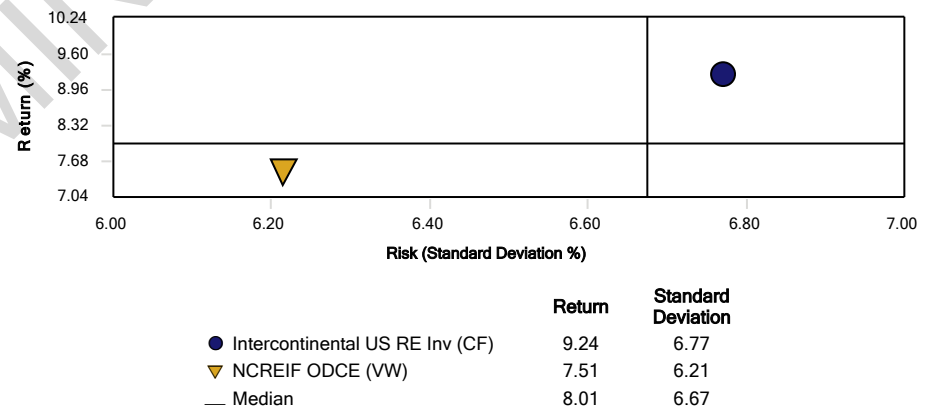 10.24
9.60
8.96
8.32
7.68
7.04
Return (%)
6.00 6.20 6.40 6.60 6.80 7.00
Risk (Standard Deviation %)
Return Standard Deviation
Intercontinental US RE Inv (CF) 9.24 6.77
NCREIF ODCE (VW) 7.51 6.21
Median 8.01 6.67